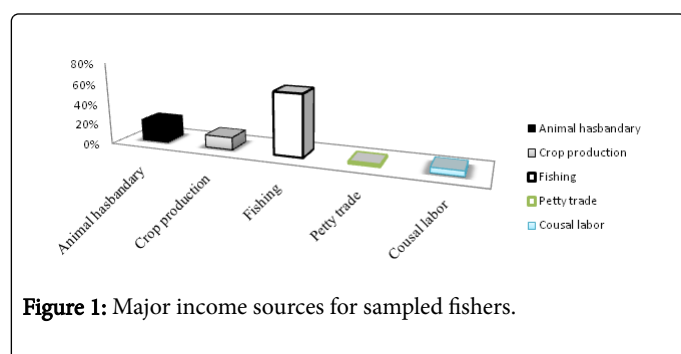 80%
60%
40%
20%
0%
Animal hasbandary
Crop production
Fishing
Petty trade
Cousal labor
Animal hasbandary
Crop production
Fishing
Petty trade
Cousal labor
Figure 1: Major income sources for sampled fishers.